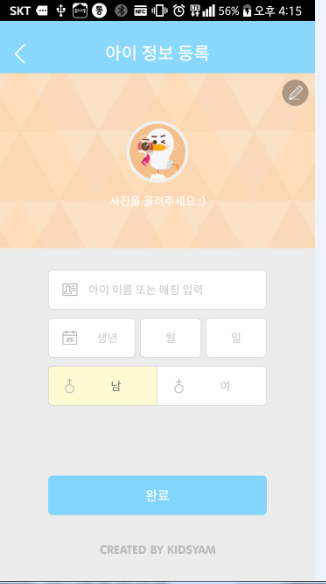 SKT 56% 오후 4:15
아이 정보 등록
사진을 올려주세요 :)
아이 이름 또는 애칭 입력
생년 월 일
남 여
완료
CREATED BY KIDSYAM